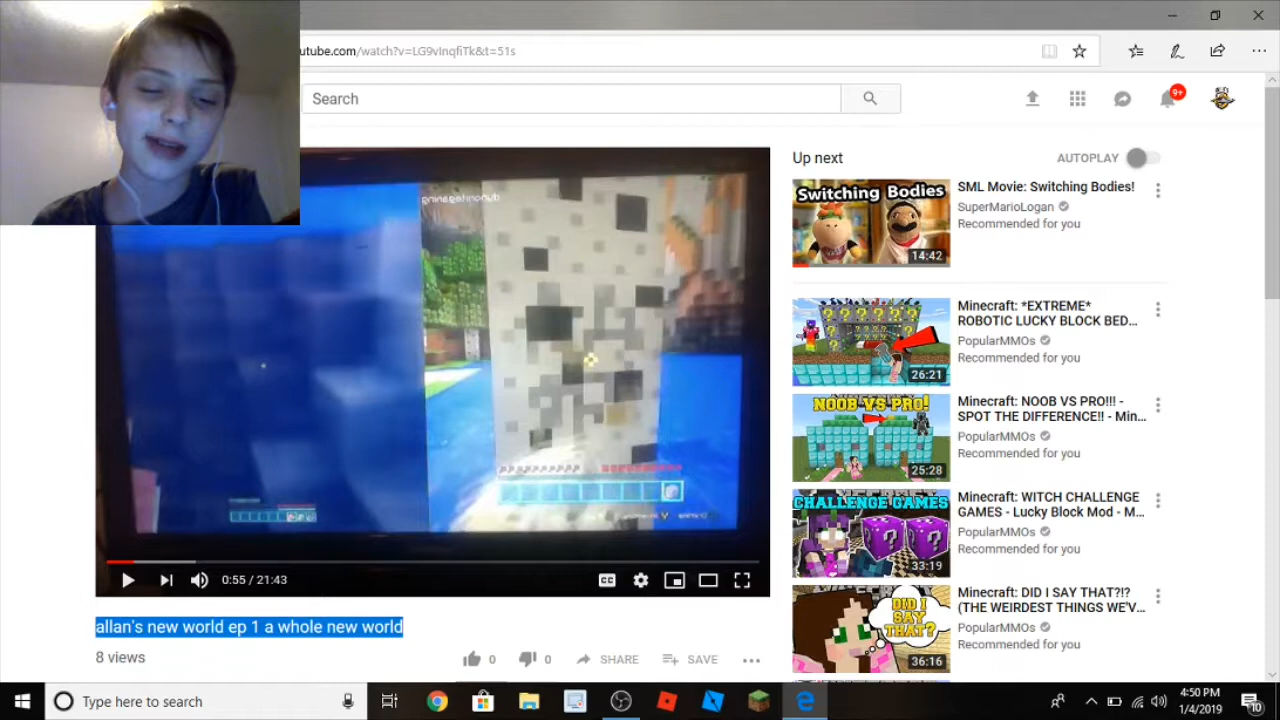 utube.com/watch?v=LG9vInqfiTk&t=51s
Search
9+
Up next
AUTOPLAY
Switching Bodies
14:42
SML Movie: Switching Bodies!
SuperMarioLogan
Recommended for you
26:21
Minecraft: *EXTREME*
ROBOTIC LUCKY BLOCK BED...
PopularMMOs
Recommended for you
NOOB VS PRO!
25:28
Minecraft: NOOB VS PRO!!! -
SPOT THE DIFFERENCE!! - Min...
PopularMMOs
Recommended for you
CHALLENGE GAMES
33:19
Minecraft: WITCH CHALLENGE
GAMES - Lucky Block Mod - M...
PopularMMOs
Recommended for you
DID I
SAY
THAT?!
36:16
Minecraft: DID I SAY THAT?!?
(THE WEIRDEST THINGS WE'V...
PopularMMOs
Recommended for you
0:55 / 21:43
CC
allan's new world ep 1 a whole new world
8 views
0
0
SHARE
SAVE
Type here to search
4:50 PM
1/4/2019
10